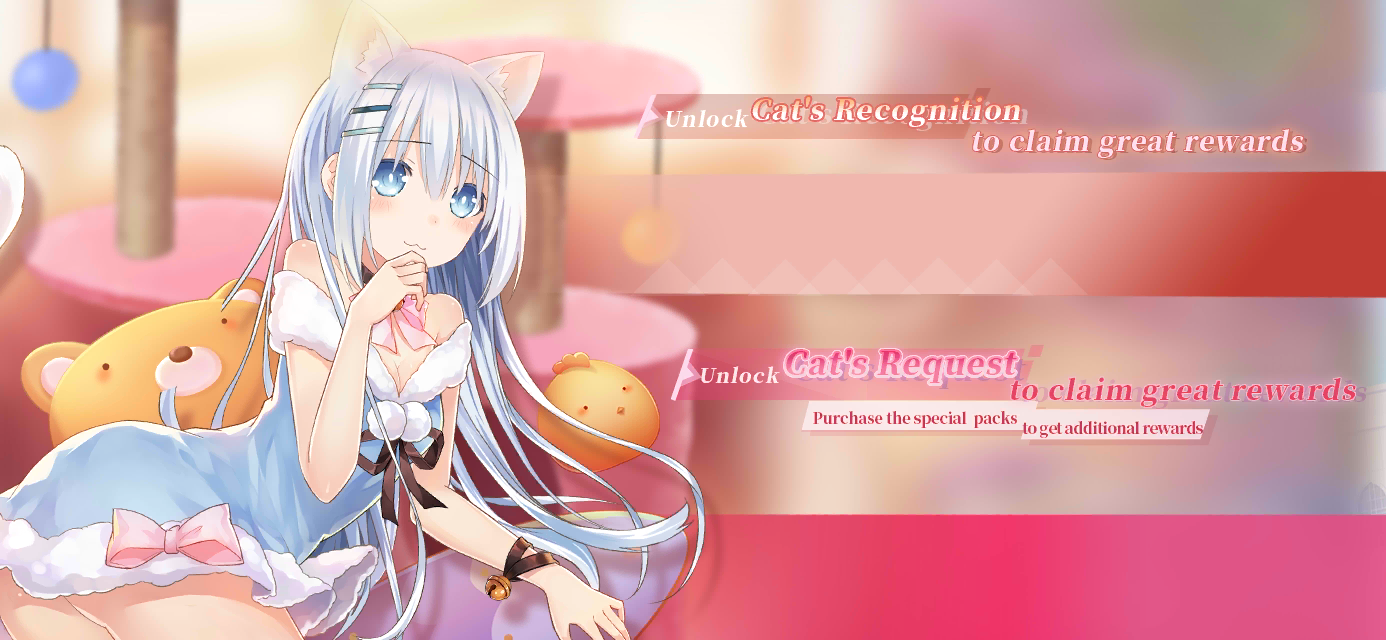 Unlock Cat's Recognition
to claim great rewards
Unlock Cat's Request
to claim great rewards
Purchase the special packs
to get additional rewards